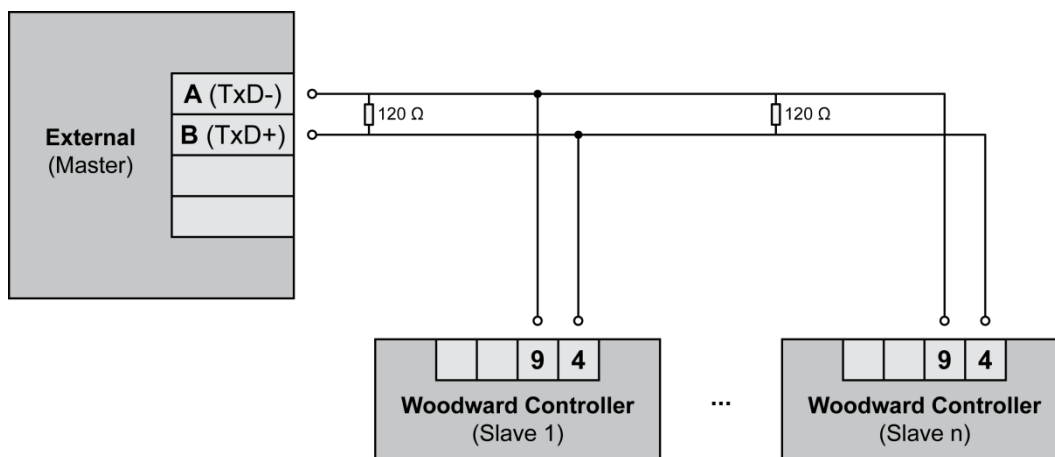 A (TxD-)
B (TxD+)
External
(Master)
120 Ω
120 Ω
9 4
Woodward Controller
(Slave 1)
...
9 4
Woodward Controller
(Slave n)